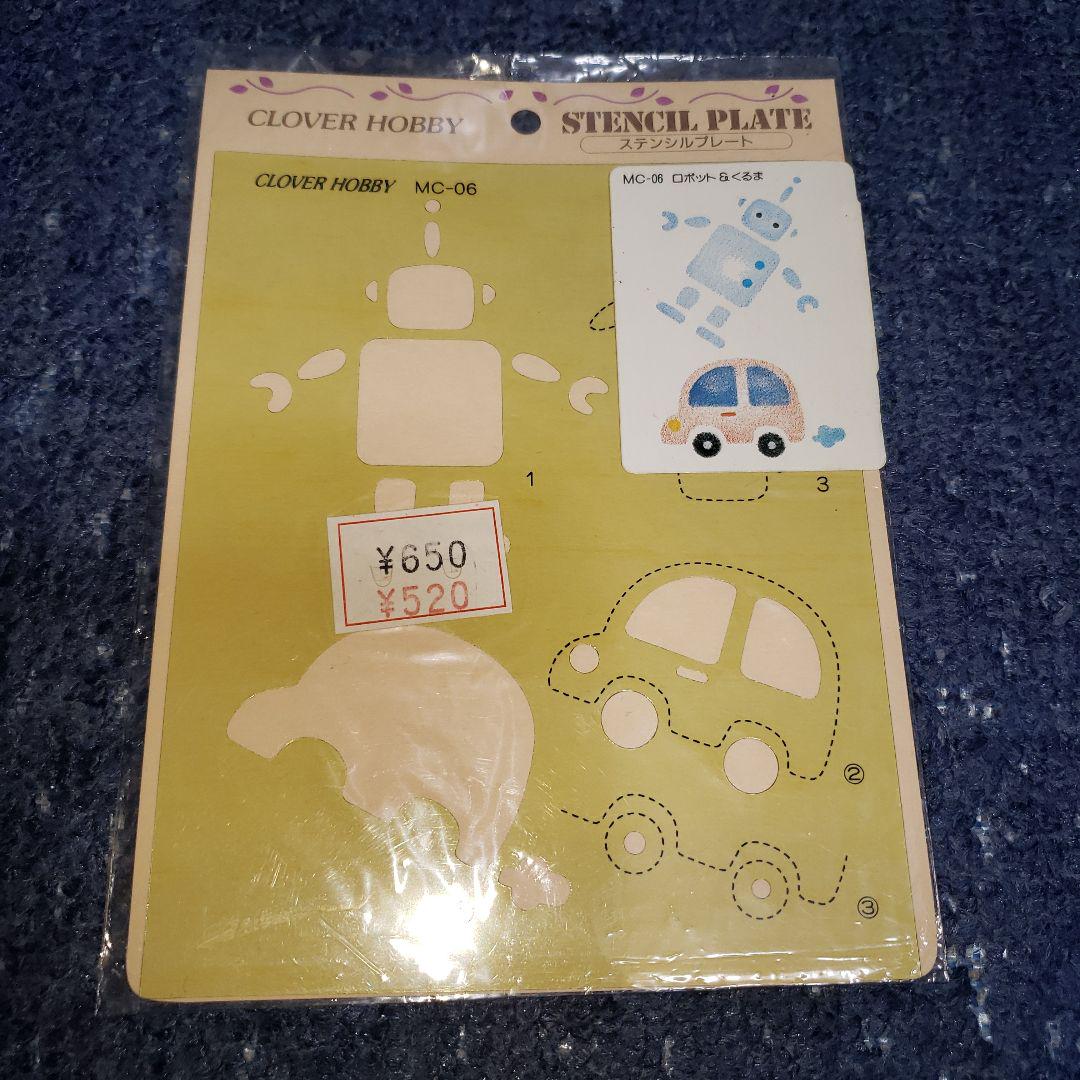 CLOVER HOBBY
STENCIL PLATE
ステンシルプレート
CLOVER HOBBY MC-06
MC-06 ロボット&くるま
1
3
¥650
¥520
②
③